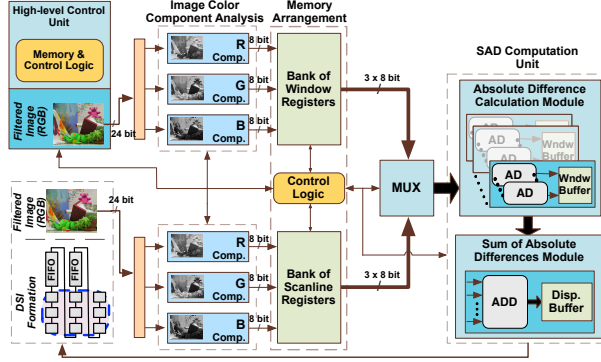 High-level Control
Unit
Memory &
Control Logic
Filtered
Image
(RGB)
24 bit
Image Color
Component Analysis
R
Comp.
8 bit
G
Comp.
8 bit
B
Comp.
8 bit
Memory
Arrangement
Bank of
Window
Registers
3 x 8 bit
Control
Logic
MUX
SAD Computation
Unit
Absolute Difference
Calculation Module
AD
Wndw
Buffer
AD
Wndw
Buffer
AD
AD
Wndw
Buffer
Sum of Absolute
Differences Module
ADD
Disp.
Buffer
Filtered
Image
(RGB)
24 bit
R
Comp.
8 bit
G
Comp.
8 bit
B
Comp.
8 bit
Bank of
Scanline
Registers
3 x 8 bit
DSI
Formation
FIFO
FIFO